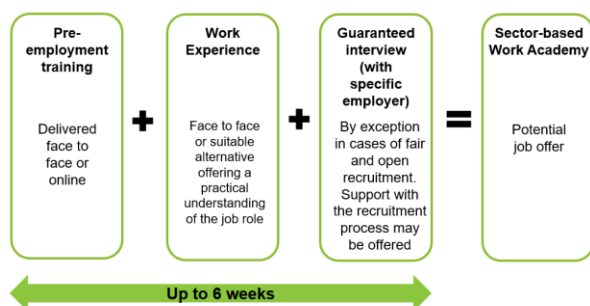 Pre-
employment
training
Delivered
face to
face or
online
+
Work
Experience
Face to face
or suitable
alternative
offering a
practical
understanding
of the job role
+
Guaranteed
interview
(with
specific
employer)
By exception
in cases of fair
and open
recruitment.
Support with
the recruitment
process may
be offered
=
Sector-based
Work Academy
Potential
job offer
Up to 6 weeks